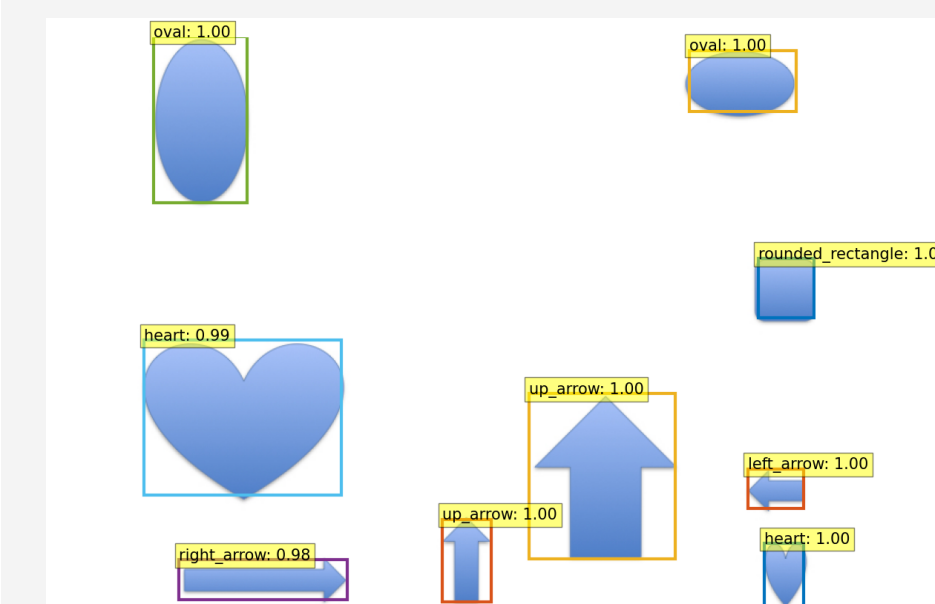 oval: 1.00
oval: 1.00
rounded_rectangle: 1.0
heart: 0.99
up_arrow: 1.00
left_arrow: 1.00
up_arrow: 1.00
heart: 1.00
right_arrow: 0.98